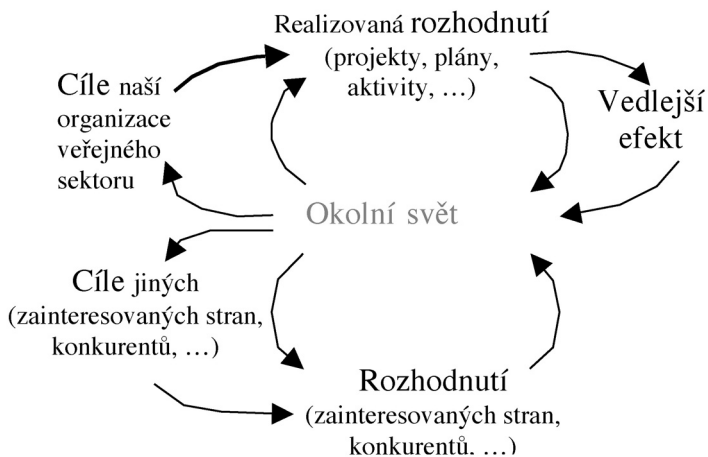 Realizovaná rozhodnutí
(projekty, plány,
aktivity, …)
Cíle naší
organizace
veřejného
sektoru
Vedlejší
efekt
Okolní svět
Cíle jiných
(zainteresovaných stran,
konkurentů, …)
Rozhodnutí
(zainteresovaných stran,
konkurentů, …)